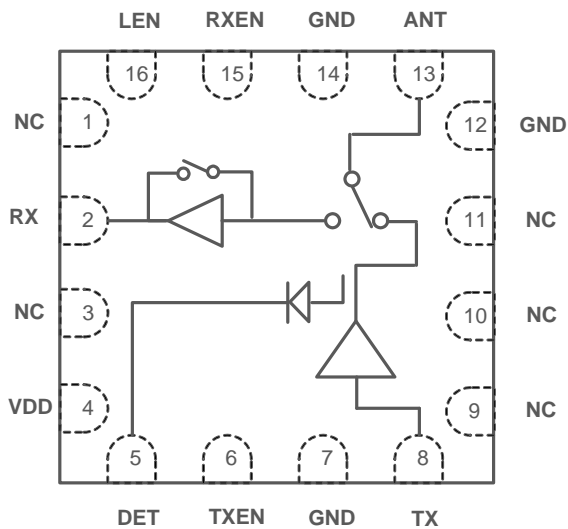 LEN RXEN GND ANT
16 15 14 13
NC 1 12 GND
RX 2 11 NC
NC 3 10 NC
VDD 4 9 NC
5 6 7 8
DET TXEN GND TX